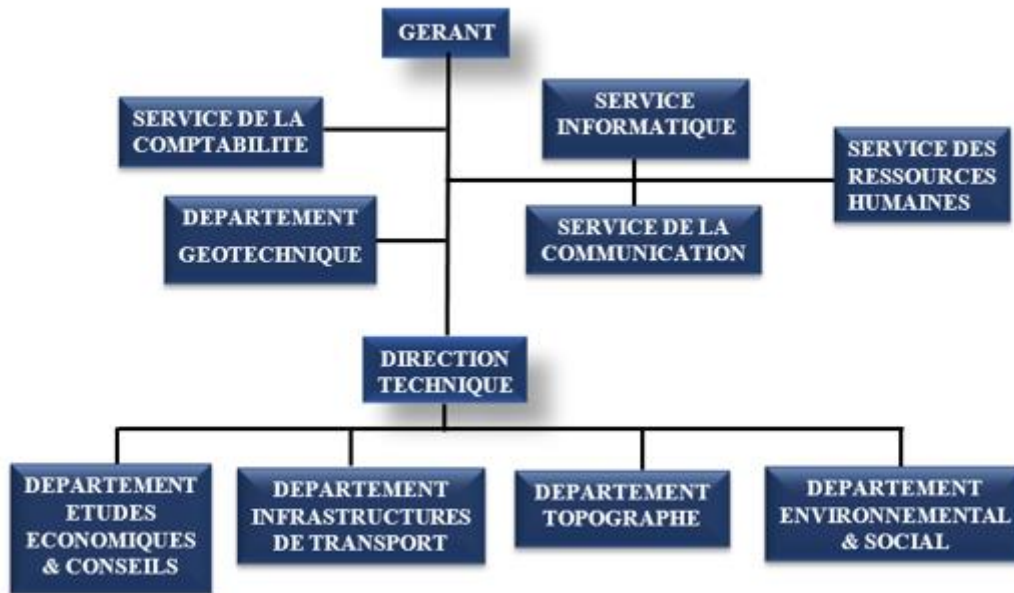 GERANT
SERVICE DE LA
COMPTABILITE
SERVICE
INFORMATIQUE
SERVICE DES
RESSOURCES
HUMAINES
DEPARTEMENT
GEOTECHNIQUE
SERVICE DE LA
COMMUNICATION
DIRECTION
TECHNIQUE
DEPARTEMENT
ETUDES
ECONOMIQUES
& CONSEILS
DEPARTEMENT
INFRASTRUCTURES
DE TRANSPORT
DEPARTEMENT
TOPOGRAPHE
DEPARTEMENT
ENVIRONNEMENTAL
& SOCIAL